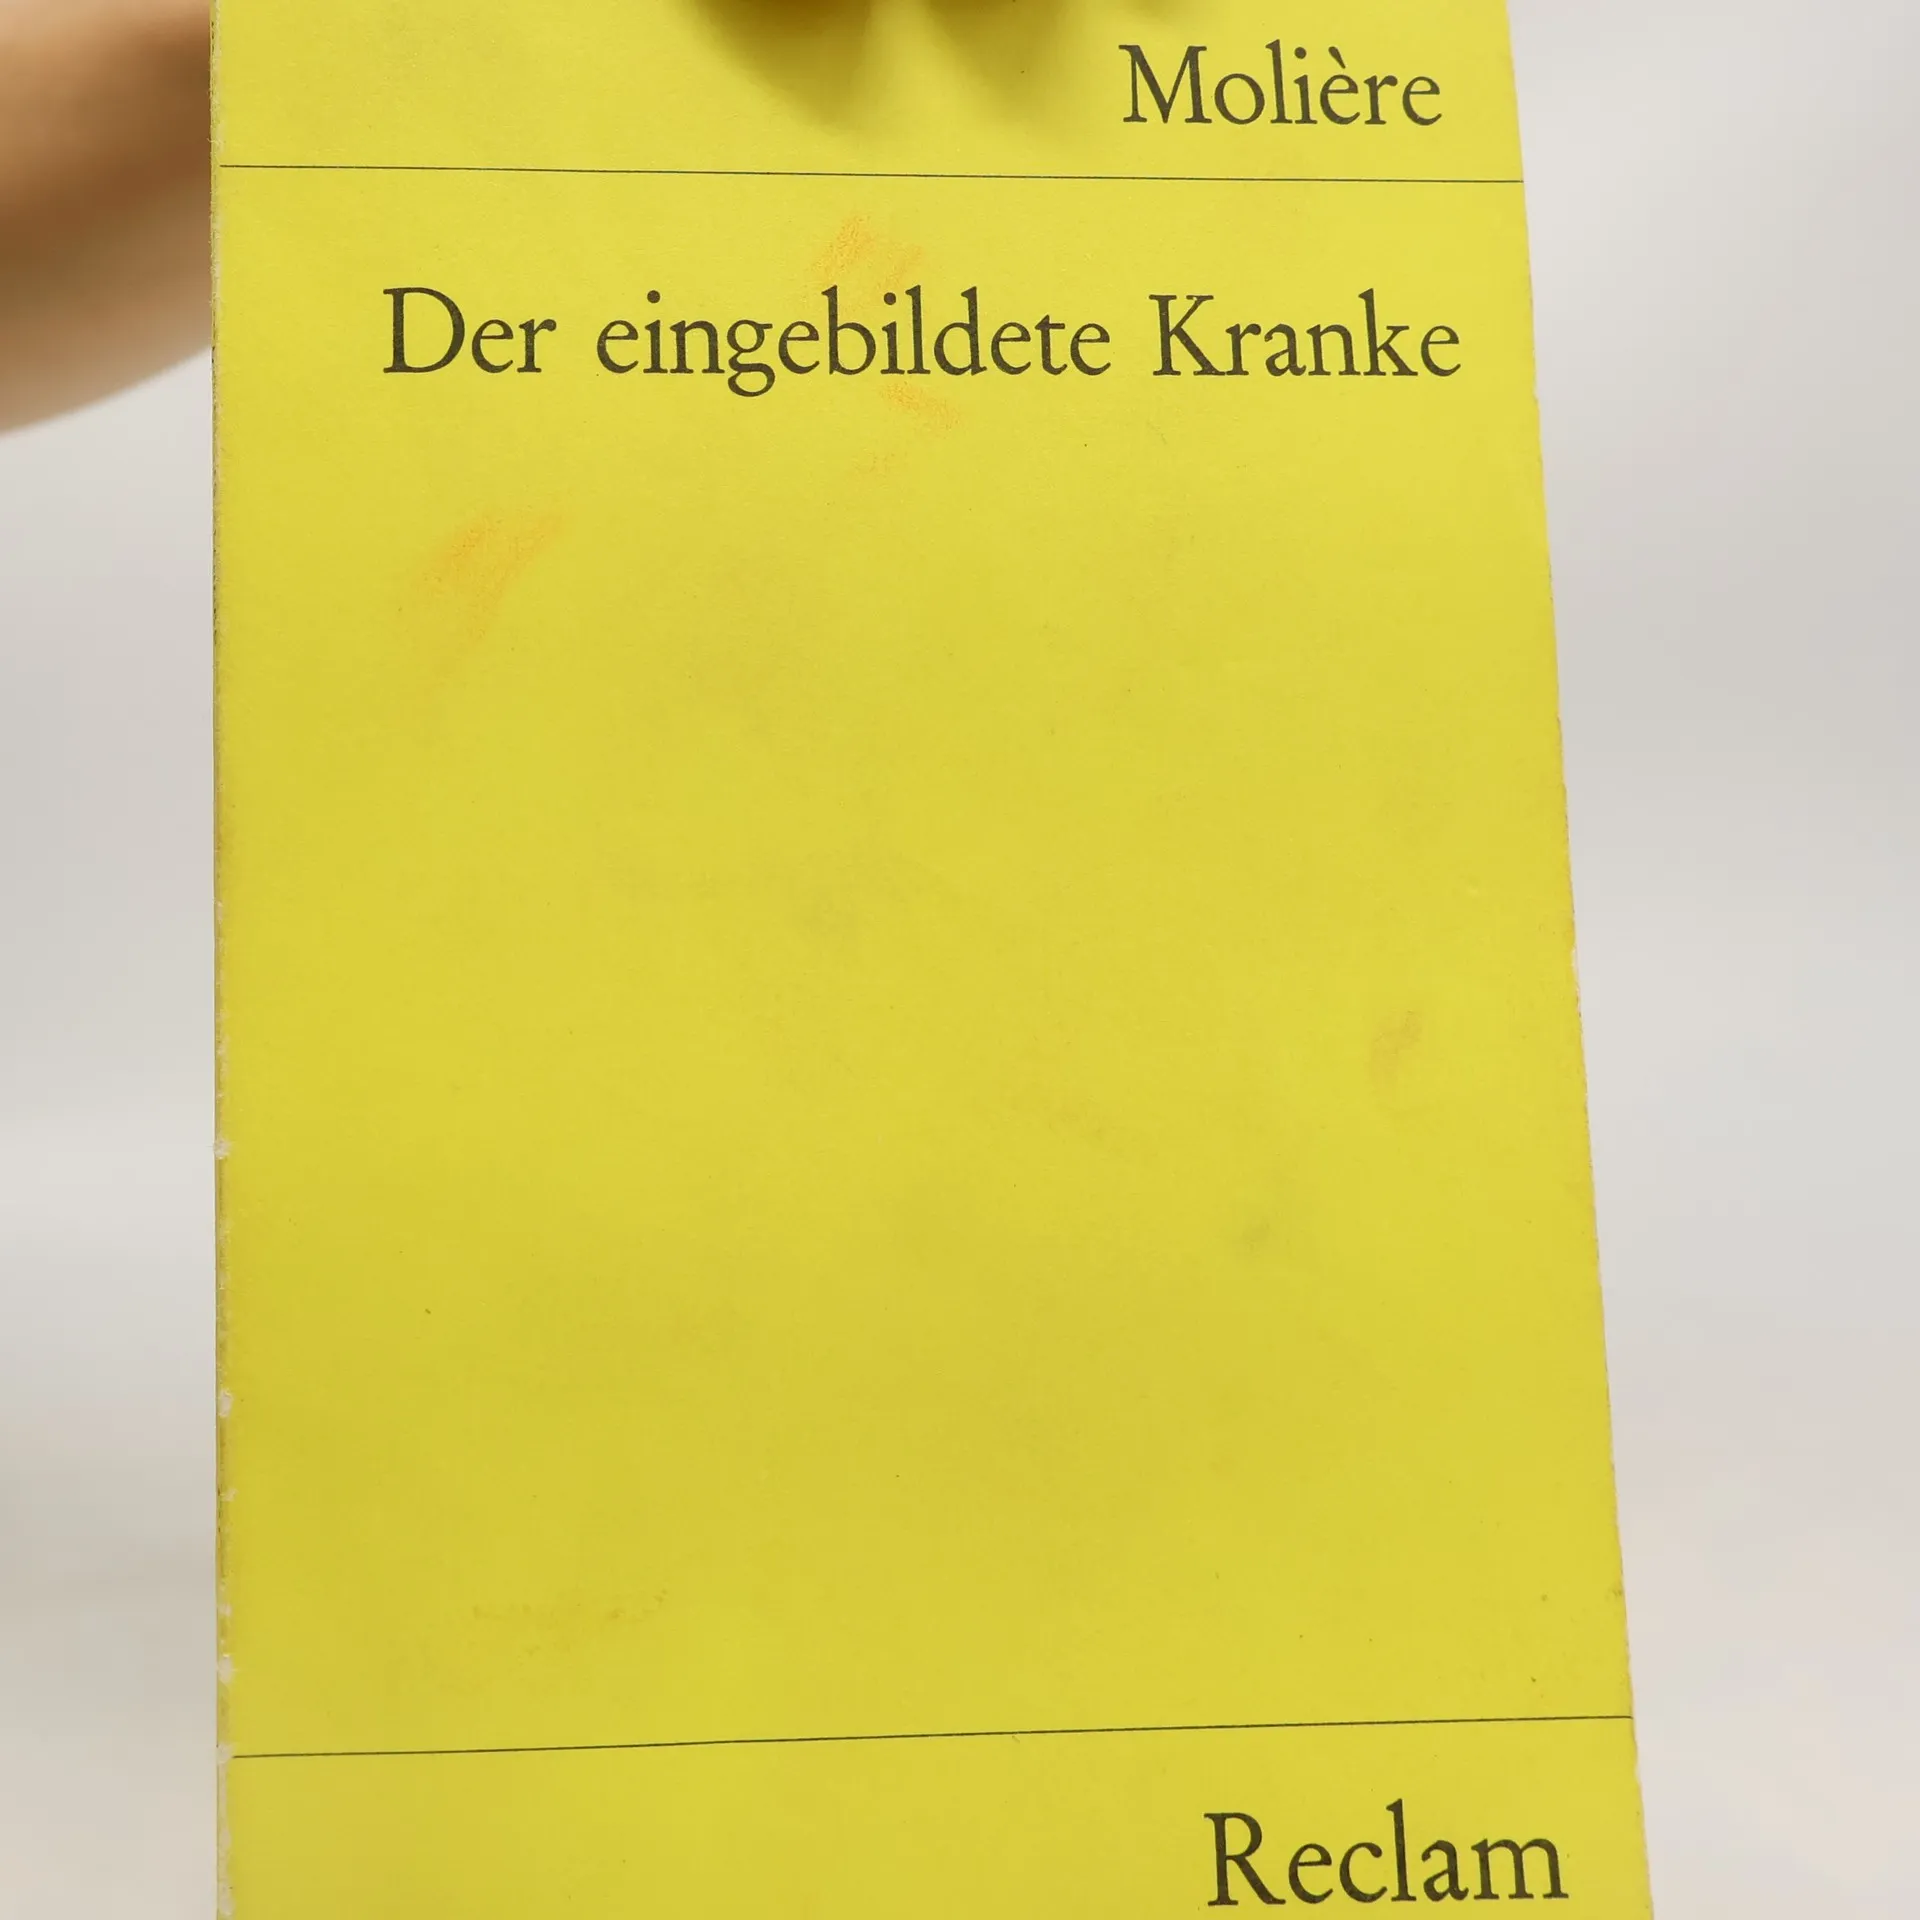 Molière
Der eingebildete Kranke
Reclam